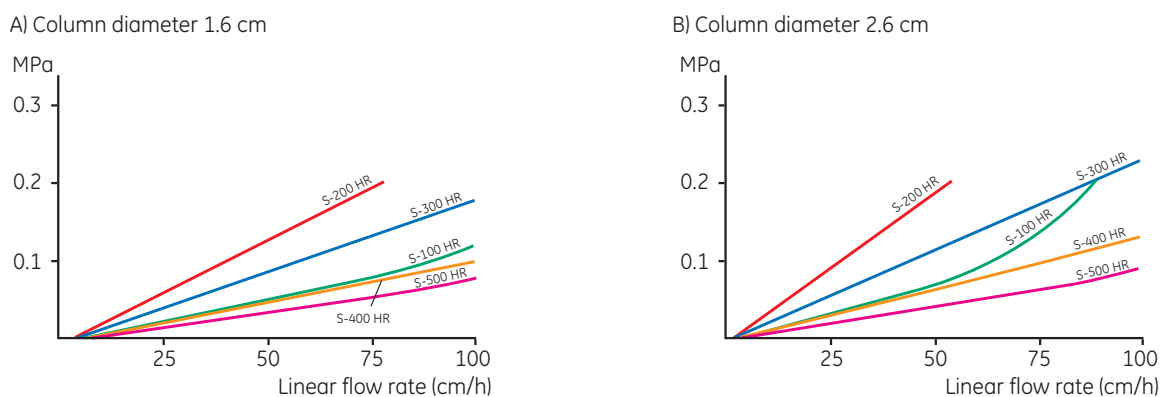 A) Column diameter 1.6 cm
MPa
0.3
0.2
0.1
S-200 HR
S-300 HR
S-100 HR
S-500 HR
S-400 HR
25 50 75 100
Linear flow rate (cm/h)
B) Column diameter 2.6 cm
MPa
0.3
0.2
0.1
S-200 HR
S-300 HR
S-100 HR
S-400 HR
S-500 HR
25 50 75 100
Linear flow rate (cm/h)